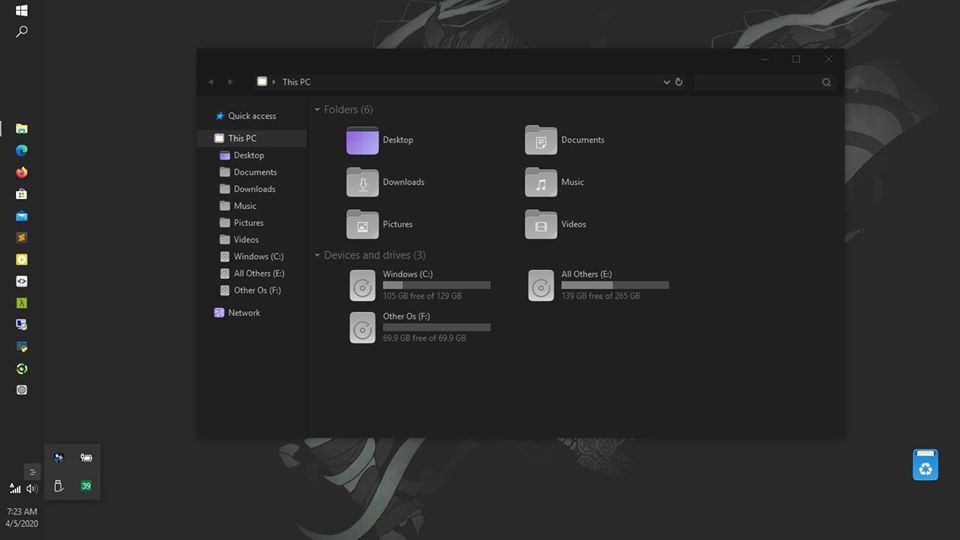 This PC
Quick access
This PC
Desktop
Documents
Downloads
Music
Pictures
Videos
Windows (C:)
All Others (E:)
Other Os (F:)
Network
Folders (6)
Desktop
Documents
Downloads
Music
Pictures
Videos
Devices and drives (3)
Windows (C:)
105 GB free of 129 GB
All Others (E:)
139 GB free of 265 GB
Other Os (F:)
69.9 GB free of 69.9 GB
39
7:23 AM
4/5/2020